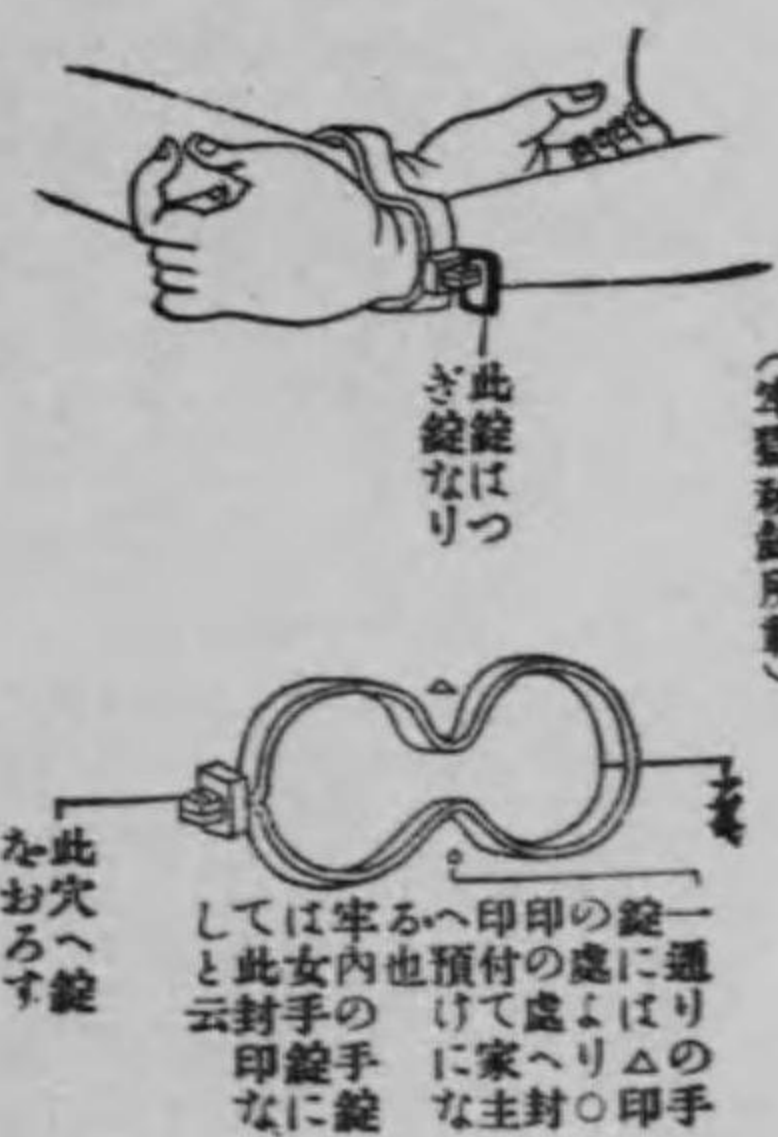 此錠はつ
ぎ錠なり
一通りの手
錠には△印
の處より○
印の處へ封
印付て家主
へ預けにな
る也
牢内の手錠
は女手錠に
て此封印な
しと云
此穴へ錠
をおろす